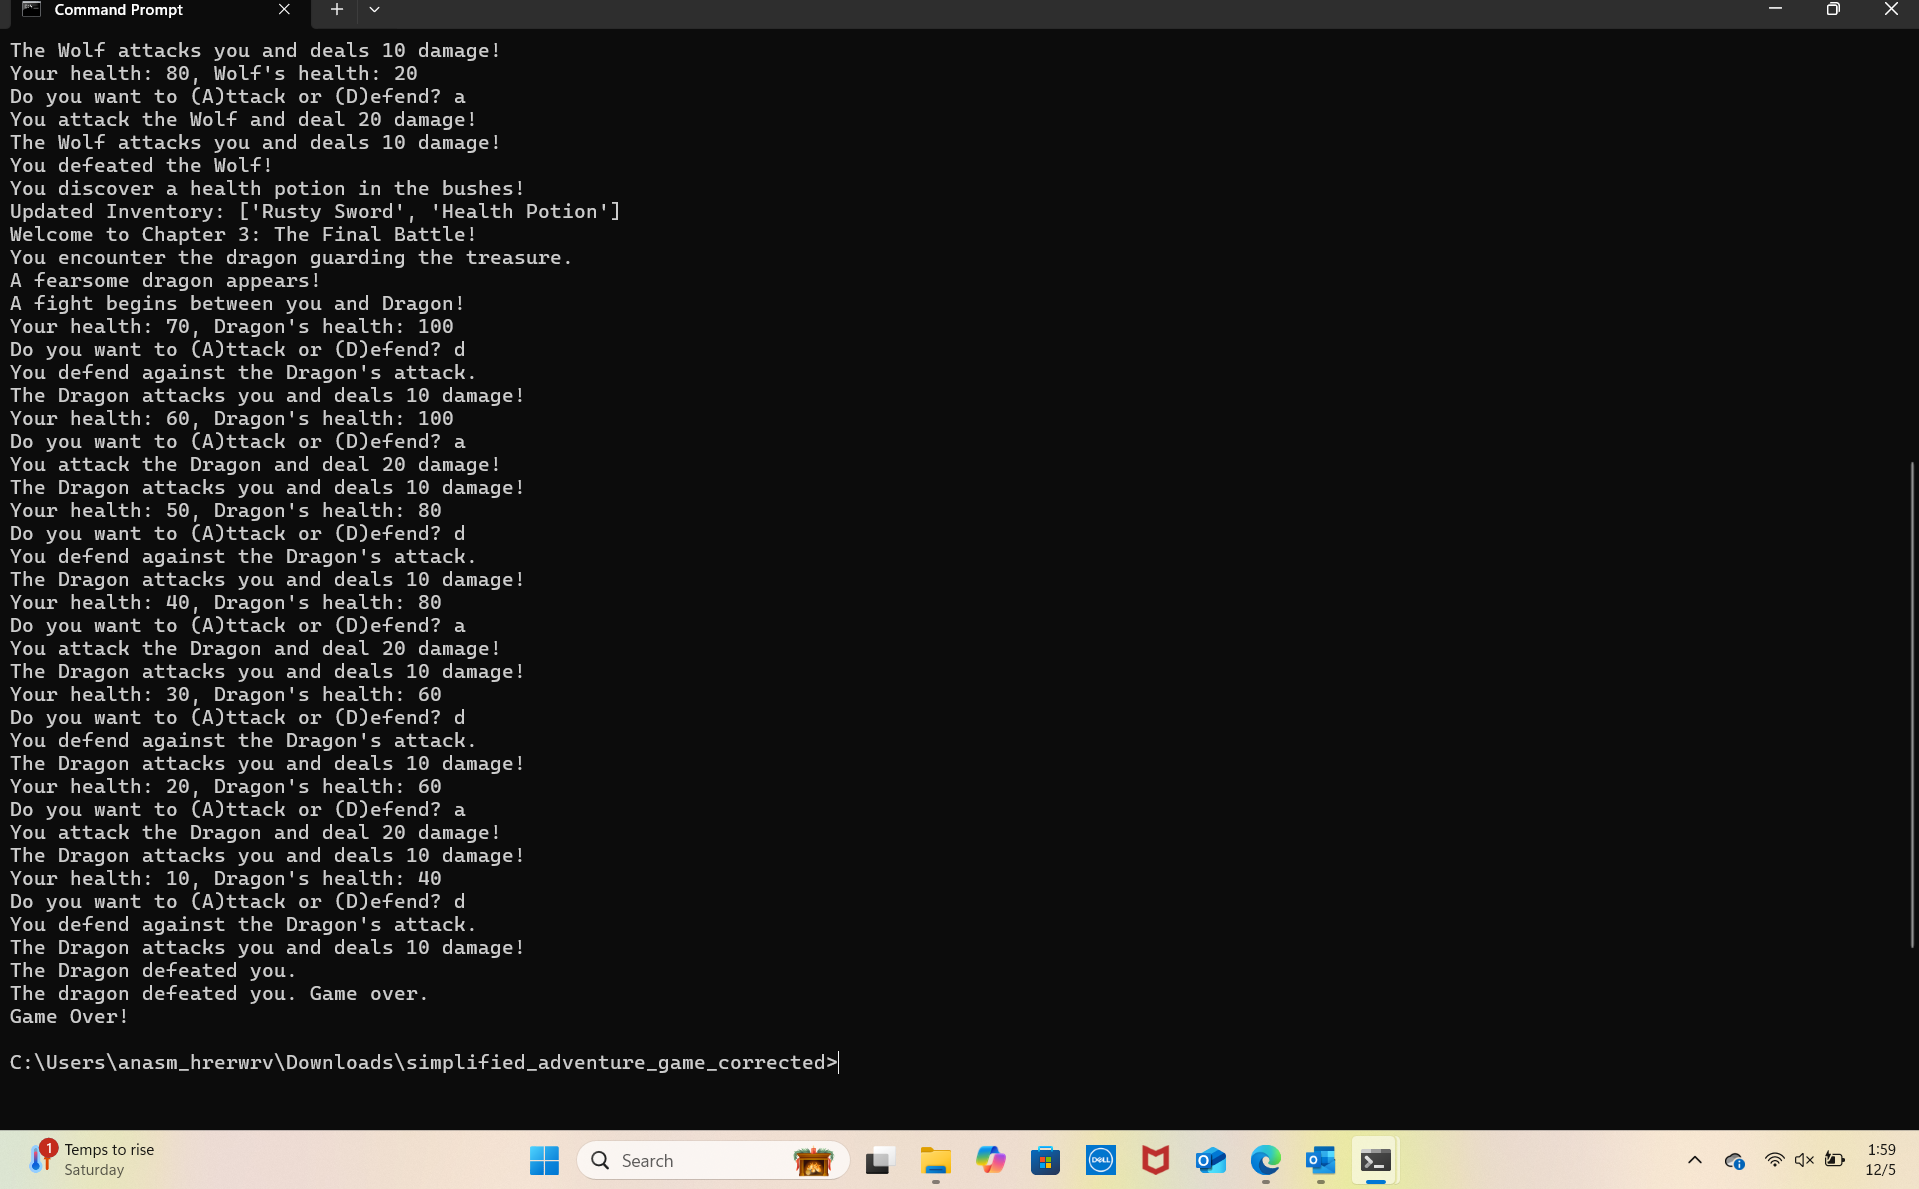 Command Prompt
The Wolf attacks you and deals 10 damage!
Your health: 80, Wolf's health: 20
Do you want to (A)ttack or (D)efend? a
You attack the Wolf and deal 20 damage!
The Wolf attacks you and deals 10 damage!
You defeated the Wolf!
You discover a health potion in the bushes!
Updated Inventory: ['Rusty Sword', 'Health Potion']
Welcome to Chapter 3: The Final Battle!
You encounter the dragon guarding the treasure.
A fearsome dragon appears!
A fight begins between you and Dragon!
Your health: 70, Dragon's health: 100
Do you want to (A)ttack or (D)efend? d
You defend against the Dragon's attack.
The Dragon attacks you and deals 10 damage!
Your health: 60, Dragon's health: 100
Do you want to (A)ttack or (D)efend? a
You attack the Dragon and deal 20 damage!
The Dragon attacks you and deals 10 damage!
Your health: 50, Dragon's health: 80
Do you want to (A)ttack or (D)efend? d
You defend against the Dragon's attack.
The Dragon attacks you and deals 10 damage!
Your health: 40, Dragon's health: 80
Do you want to (A)ttack or (D)efend? a
You attack the Dragon and deal 20 damage!
The Dragon attacks you and deals 10 damage!
Your health: 30, Dragon's health: 60
Do you want to (A)ttack or (D)efend? d
You defend against the Dragon's attack.
The Dragon attacks you and deals 10 damage!
Your health: 20, Dragon's health: 60
Do you want to (A)ttack or (D)efend? a
You attack the Dragon and deal 20 damage!
The Dragon attacks you and deals 10 damage!
Your health: 10, Dragon's health: 40
Do you want to (A)ttack or (D)efend? d
You defend against the Dragon's attack.
The Dragon attacks you and deals 10 damage!
The Dragon defeated you.
The dragon defeated you. Game over.
Game Over!
C:\Users\anasm_hrerwrv\Downloads\simplified_adventure_game_corrected>
1
Temps to rise
Saturday
Search
DELL
1:59
12/5